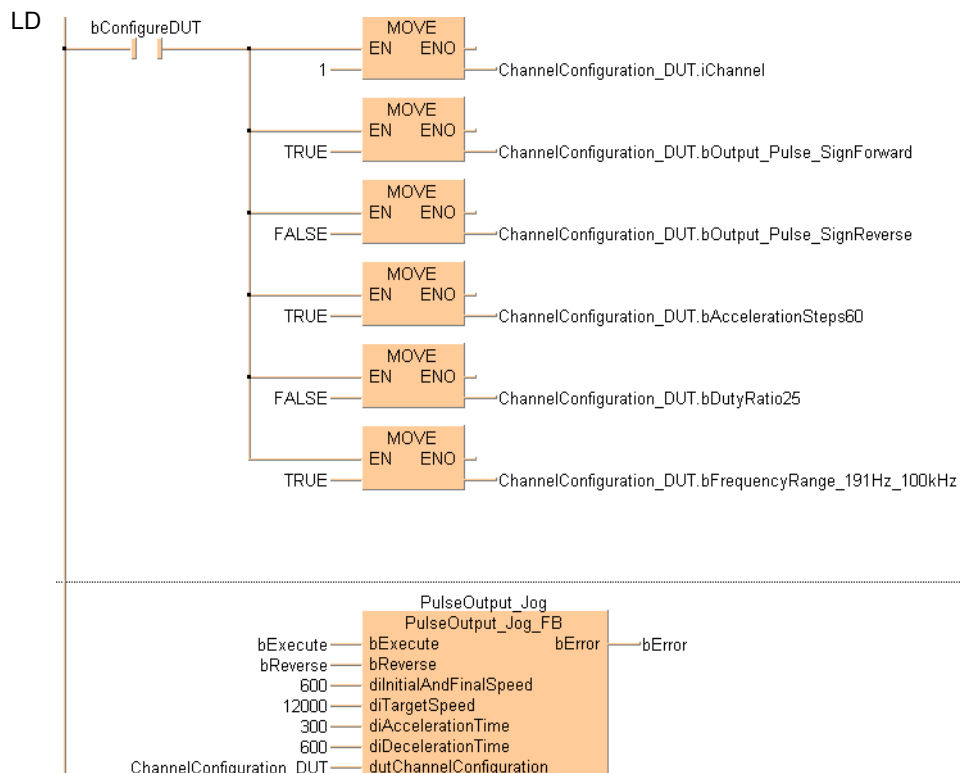 LD
bConfigureDUT
MOVE
EN ENO
1 ChannelConfiguration_DUT.iChannel
MOVE
EN ENO
TRUE ChannelConfiguration_DUT.bOutput_Pulse_SignForward
MOVE
EN ENO
FALSE ChannelConfiguration_DUT.bOutput_Pulse_SignReverse
MOVE
EN ENO
TRUE ChannelConfiguration_DUT.bAccelerationSteps60
MOVE
EN ENO
FALSE ChannelConfiguration_DUT.bDutyRatio25
MOVE
EN ENO
TRUE ChannelConfiguration_DUT.bFrequencyRange_191Hz_100kHz
PulseOutput_Jog
PulseOutput_Jog_FB
bExecute bExecute bError bError
bReverse bReverse
600 diInitialAndFinalSpeed
12000 diTargetSpeed
300 diAccelerationTime
600 diDecelerationTime
ChannelConfiguration_DUT dutChannelConfiguration